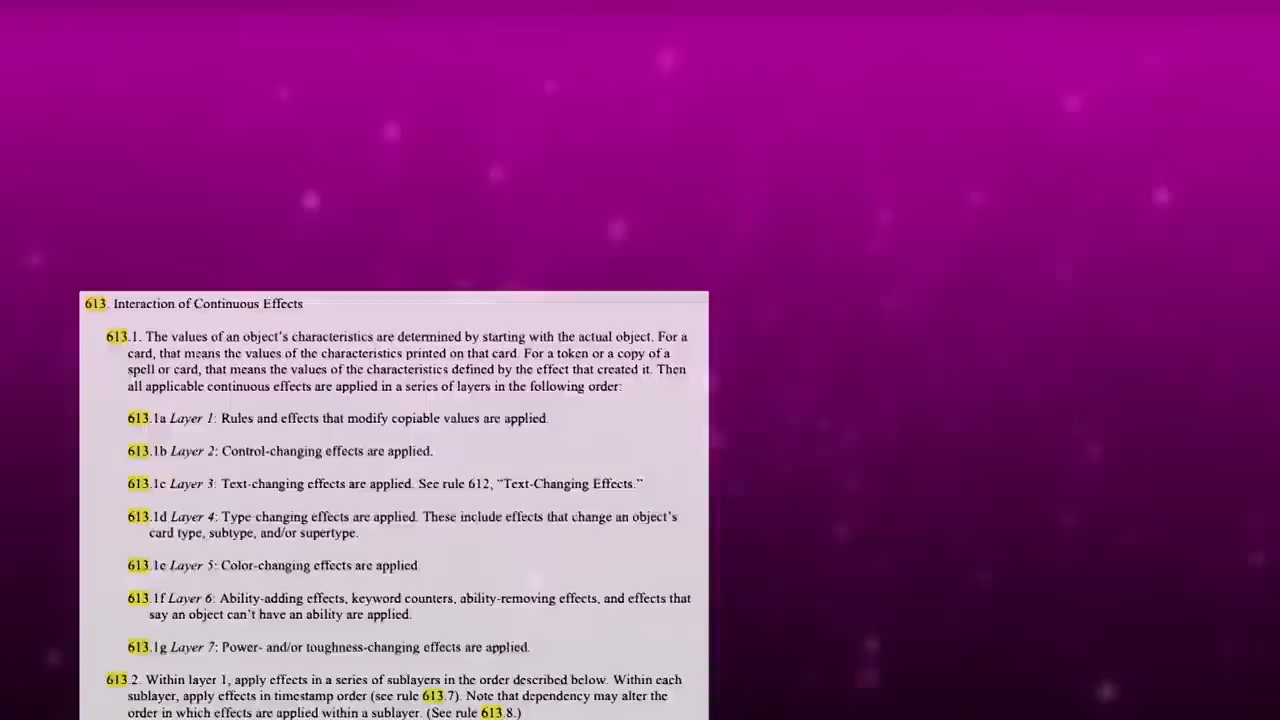 613. Interaction of Continuous Effects
613.1. The values of an object's characteristics are determined by starting with the actual object. For a
card, that means the values of the characteristics printed on that card. For a token or a copy of a
spell or card, that means the values of the characteristics defined by the effect that created it. Then
all applicable continuous effects are applied in a series of layers in the following order:
613.1a Layer 1: Rules and effects that modify copiable values are applied.
613.1b Layer 2: Control-changing effects are applied.
613.1c Layer 3: Text-changing effects are applied. See rule 612, “Text-Changing Effects.”
613.1d Layer 4: Type-changing effects are applied. These include effects that change an object's
card type, subtype, and/or supertype.
613.1e Layer 5: Color-changing effects are applied.
613.1f Layer 6: Ability-adding effects, keyword counters, ability-removing effects, and effects that
say an object can't have an ability are applied.
613.1g Layer 7: Power- and/or toughness-changing effects are applied.
613.2. Within layer 1, apply effects in a series of sublayers in the order described below. Within each
sublayer, apply effects in timestamp order (see rule 613.7). Note that dependency may alter the
order in which effects are applied within a sublayer. (See rule 613.8.)